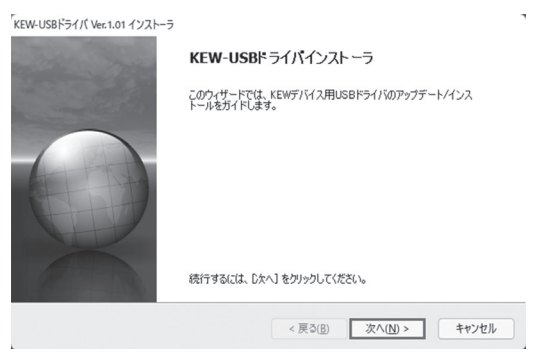 KEW-USBドライバ Ver.1.01 インストーラ
KEW-USBドライバインストーラ
このウィザードでは、KEWデバイス用USBドライバのアップデート/インス
トールをガイドします。
続行するには、[次へ] をクリックしてください。
< 戻る(B)
次へ(N) >
キャンセル